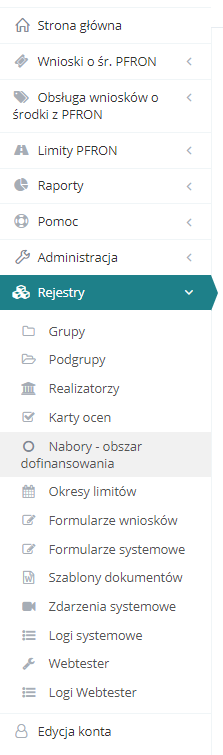 Strona główna
Wnioski o śr. PFRON
Obsługa wniosków o
środki z PFRON
Limity PFRON
Raporty
Pomoc
Administracja
Rejestry
Grupy
Podgrupy
Realizatorzy
Karty ocen
Nabory - obszar
dofinansowania
Okresy limitów
Formularze wniosków
Formularze systemowe
Szablony dokumentów
Zdarzenia systemowe
Logi systemowe
Webtester
Logi Webtester
Edycja konta